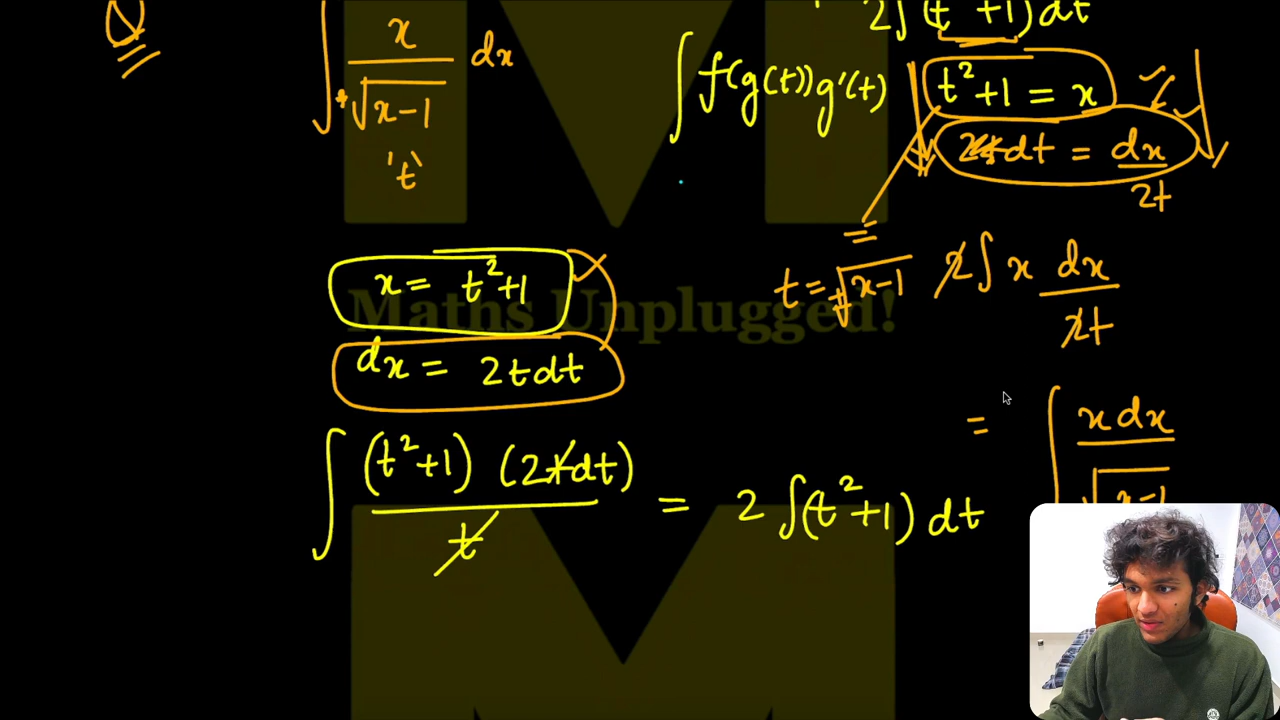 Q
∫ x / √(x-1) dx
't'
x = t²+1
dx = 2t dt
∫ (t²+1) (2t dt) / t = 2 ∫(t²+1) dt
2∫(t²+1) dt
∫ f(g(t)) g'(t)
t²+1 = x
2t dt = dx / 2t
t = √(x-1)
2 ∫ x dx / 2t
= ∫ x dx / √(x-1)
Maths Unplugged!